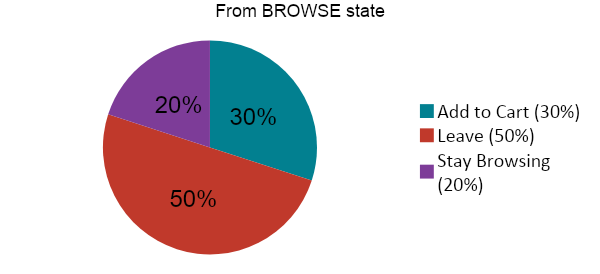 From BROWSE state
20%
30%
50%
Add to Cart (30%)
Leave (50%)
Stay Browsing
(20%)